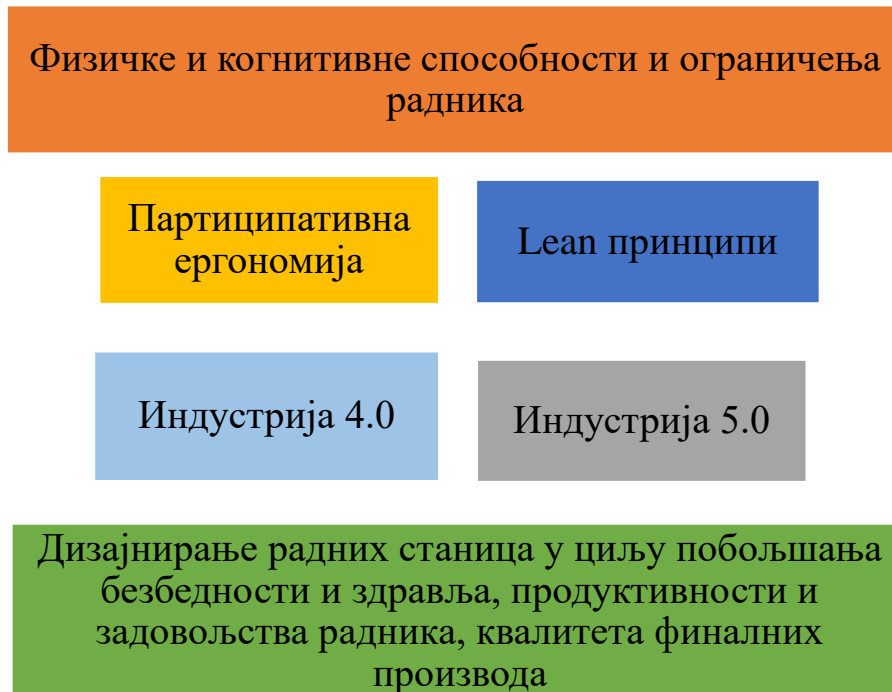 Физичке и когнитивне способности и ограничења
радника
Партиципативна
ергономија
Lean принципи
Индустрија 4.0
Индустрија 5.0
Дизајнирање радних станица у циљу побољшања
безбедности и здравља, продуктивности и
задовољства радника, квалитета финалних
производа